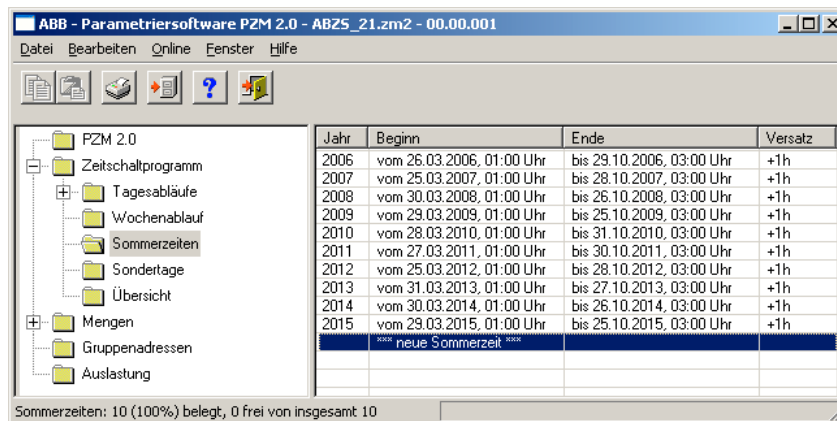 ABB - Parametriersoftware PZM 2.0 - ABZS_21.zm2 - 00.00.001
Datei Bearbeiten Online Fenster Hilfe
PZM 2.0
Zeitschaltprogramm
Tagesabläufe
Wochenablauf
Sommerzeiten
Sondertage
Übersicht
Mengen
Gruppenadressen
Auslastung
Jahr Beginn Ende Versatz
2006 vom 26.03.2006, 01:00 Uhr bis 29.10.2006, 03:00 Uhr +1h
2007 vom 25.03.2007, 01:00 Uhr bis 28.10.2007, 03:00 Uhr +1h
2008 vom 30.03.2008, 01:00 Uhr bis 26.10.2008, 03:00 Uhr +1h
2009 vom 29.03.2009, 01:00 Uhr bis 25.10.2009, 03:00 Uhr +1h
2010 vom 28.03.2010, 01:00 Uhr bis 31.10.2010, 03:00 Uhr +1h
2011 vom 27.03.2011, 01:00 Uhr bis 30.10.2011, 03:00 Uhr +1h
2012 vom 25.03.2012, 01:00 Uhr bis 28.10.2012, 03:00 Uhr +1h
2013 vom 31.03.2013, 01:00 Uhr bis 27.10.2013, 03:00 Uhr +1h
2014 vom 30.03.2014, 01:00 Uhr bis 26.10.2014, 03:00 Uhr +1h
2015 vom 29.03.2015, 01:00 Uhr bis 25.10.2015, 03:00 Uhr +1h
*** neue Sommerzeit ***
Sommerzeiten: 10 (100%) belegt, 0 frei von insgesamt 10